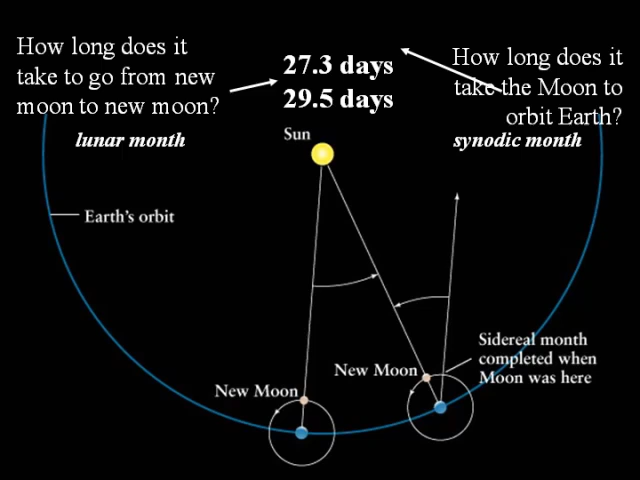 How long does it
take to go from new
moon to new moon?
lunar month
27.3 days
29.5 days
How long does it
take the Moon to
orbit Earth?
synodic month
Sun
Earth's orbit
Sidereal month
completed when
Moon was here
New Moon
New Moon